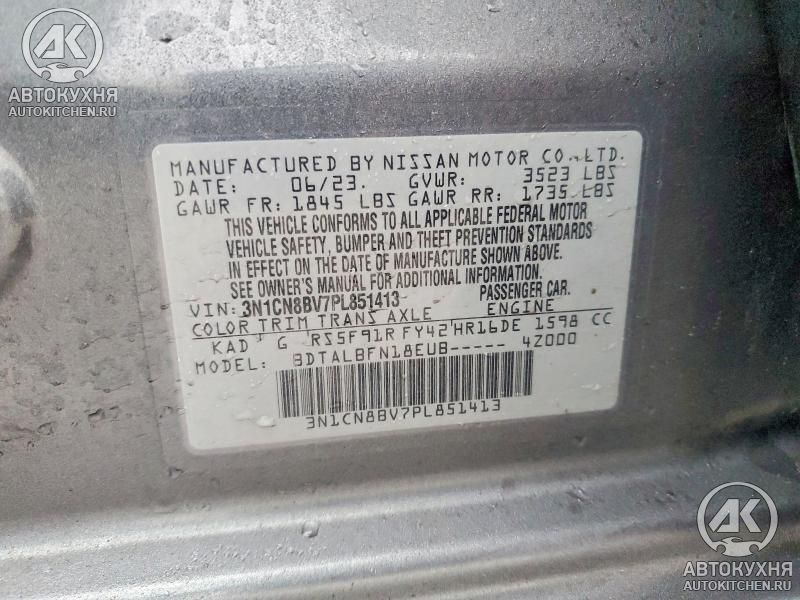 АК
АВТОКУХНЯ
AUTOKITCHEN.RU
MANUFACTURED BY NISSAN MOTOR CO.,LTD.
DATE: 06/23. GVWR: 3523 LBS
GAWR FR: 1845 LBS GAWR RR: 1735 LBS
THIS VEHICLE CONFORMS TO ALL APPLICABLE FEDERAL MOTOR
VEHICLE SAFETY, BUMPER AND THEFT PREVENTION STANDARDS
IN EFFECT ON THE DATE OF MANUFACTURE SHOWN ABOVE.
SEE OWNER'S MANUAL FOR ADDITIONAL INFORMATION.
VIN: 3N1CN8BV7PL851413 PASSENGER CAR.
COLOR TRIM TRANS AXLE ENGINE
KAD G RS5F91R FY42 HR16DE 1598 CC
MODEL: BDTALBFN18EUB----- 4Z000
3N1CN8BV7PL851413
АК
АВТОКУХНЯ
AUTOKITCHEN.RU